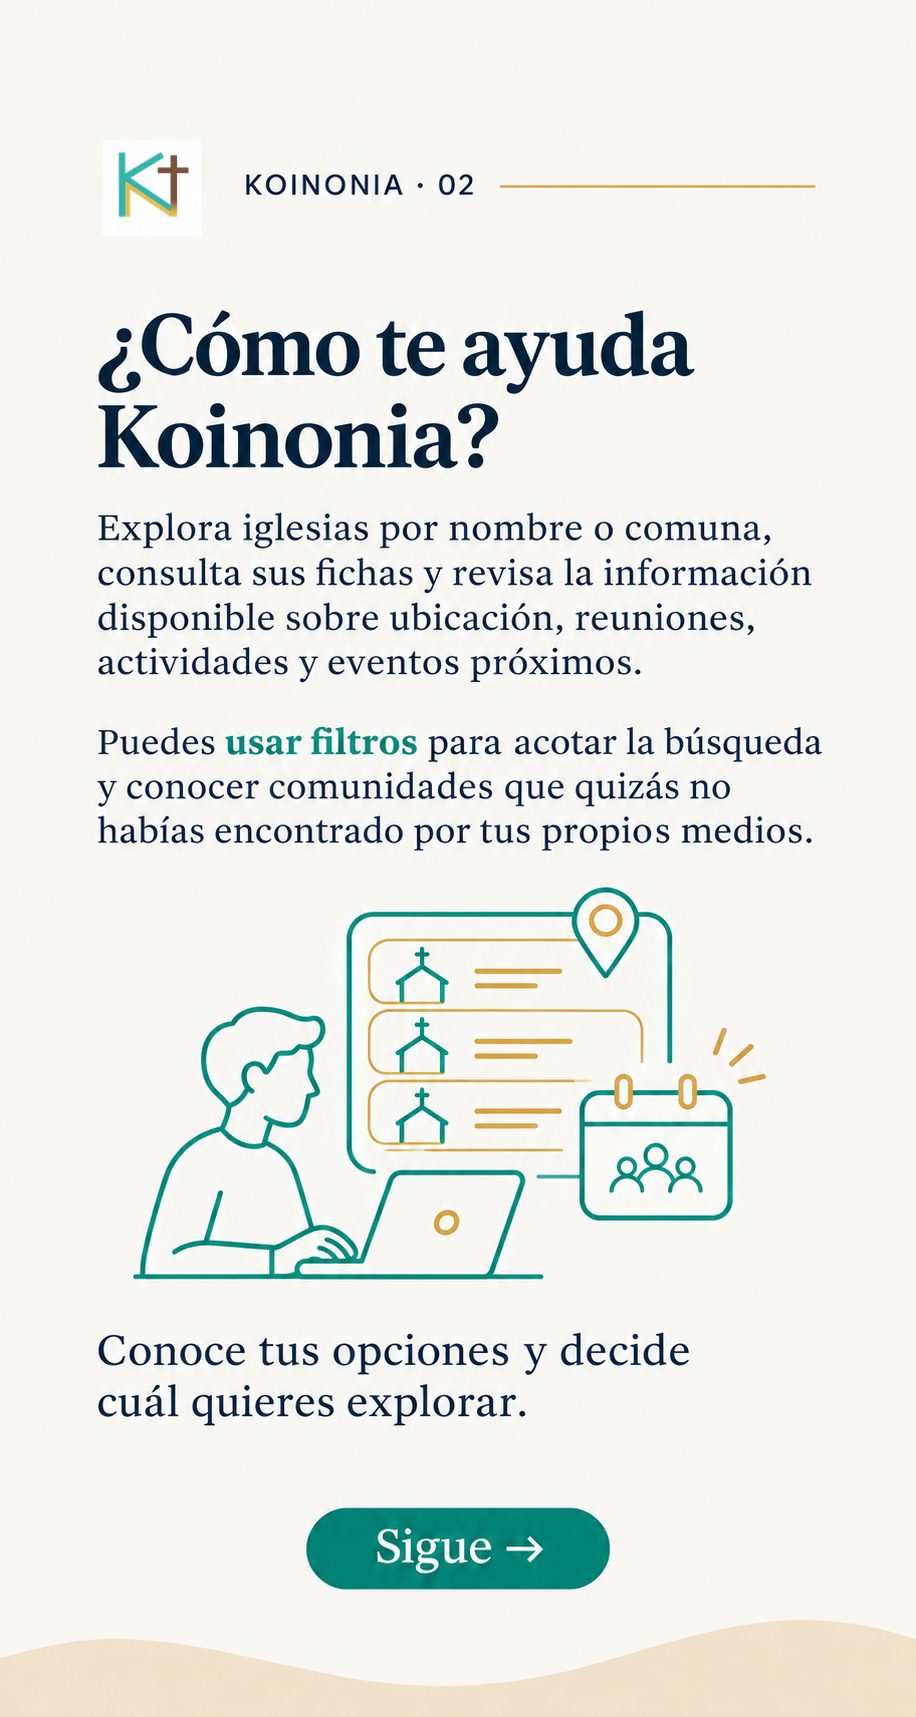 KOINONIA · 02
¿Cómo te ayuda
Koinonia?
Explora iglesias por nombre o comuna,
consulta sus fichas y revisa la información
disponible sobre ubicación, reuniones,
actividades y eventos próximos.
Puedes usar filtros para acotar la búsqueda
y conocer comunidades que quizás no
habías encontrado por tus propios medios.
Conoce tus opciones y decide
cuál quieres explorar.
Sigue →